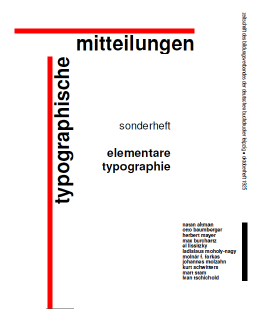 typographische
mitteilungen
sonderheft
elementare
typographie
zeitschrift des bildungsverbandes der deutschen buchdrucker leipzig • oktoberheft 1925
natan altman
otto baumberger
herbert mayer
max burchartz
el lissitzky
ladislaus moholy-nagy
molnár f. farkas
johannes molzahn
kurt schwitters
mart stam
ivan tschichold